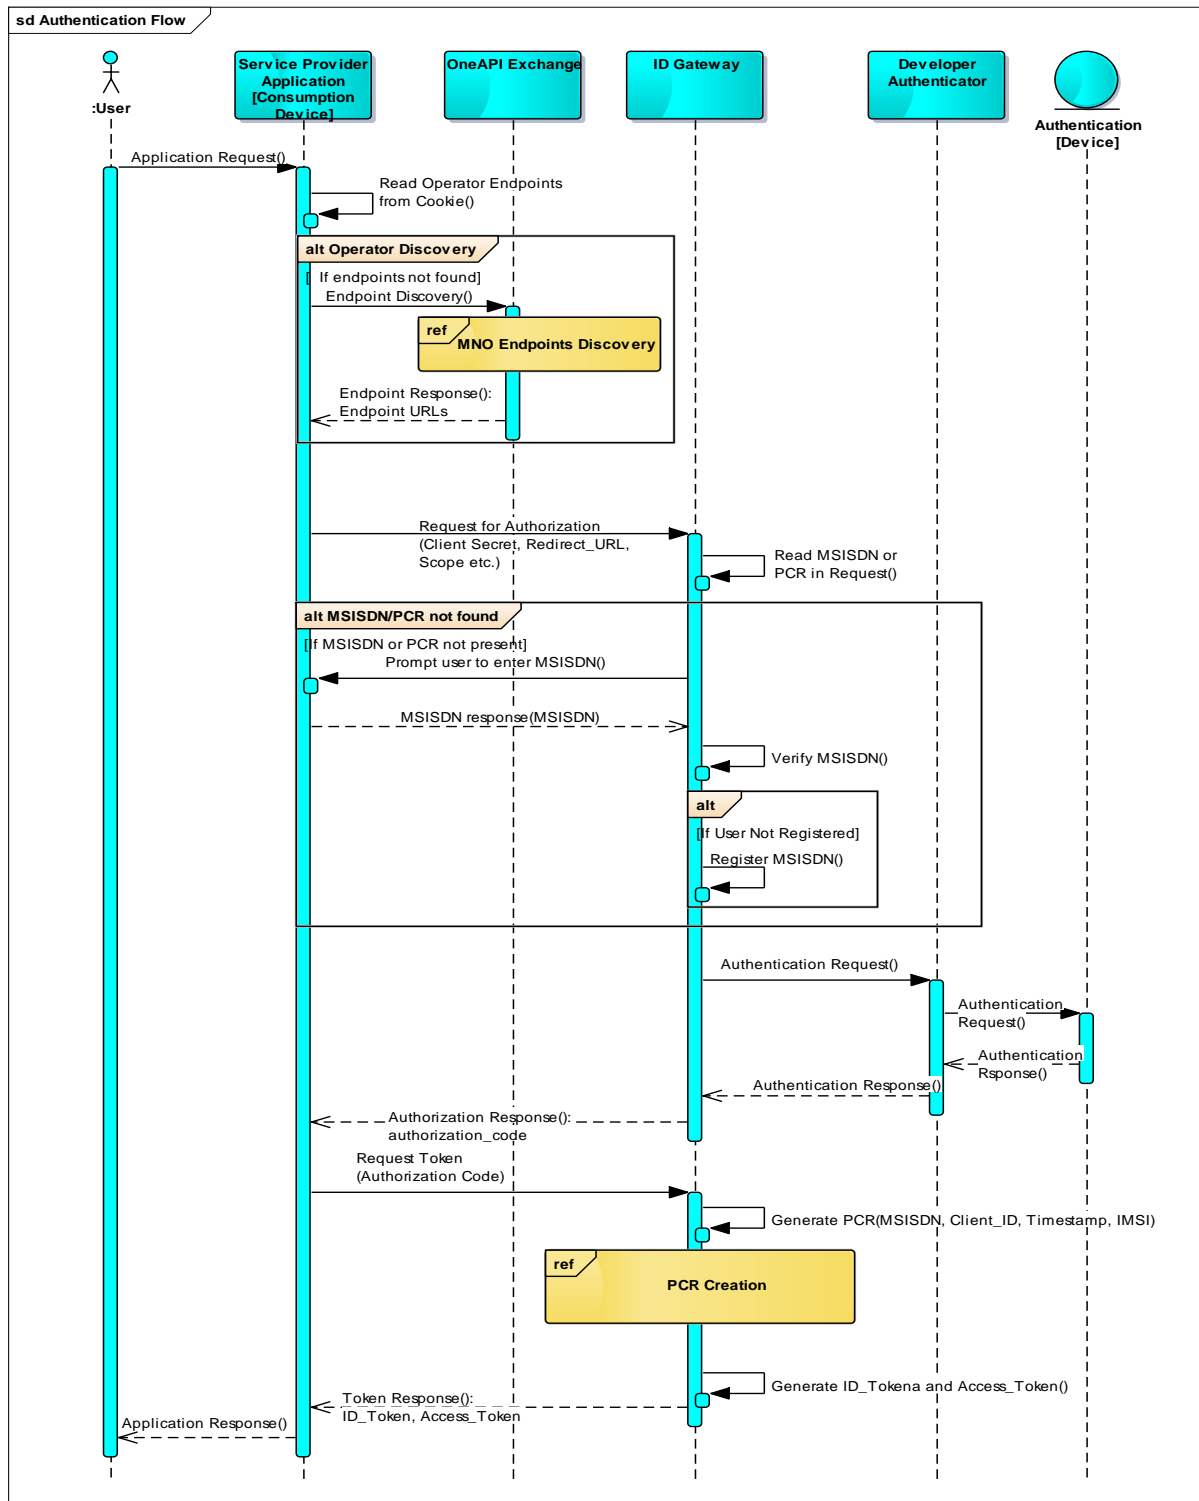 sd Authentication Flow
:User
Service Provider
Application
[Consumption
Device]
OneAPI Exchange
ID Gateway
Developer
Authenticator
Authentication
[Device]
Application Request()
Read Operator Endpoints
from Cookie()
alt Operator Discovery
[ If endpoints not found]
Endpoint Discovery()
ref
MNO Endpoints Discovery
Endpoint Response():
Endpoint URLs
Request for Authorization
(Client Secret, Redirect_URL,
Scope etc.)
Read MSISDN or
PCR in Request()
alt MSISDN/PCR not found
[If MSISDN or PCR not present]
Prompt user to enter MSISDN()
MSISDN response(MSISDN)
Verify MSISDN()
alt
[If User Not Registered]
Register MSISDN()
Authentication Request()
Authentication
Request()
Authentication
Rsponse()
Authentication Response()
Authorization Response():
authorization_code
Request Token
(Authorization Code)
Generate PCR(MSISDN, Client_ID, Timestamp, IMSI)
ref
PCR Creation
Generate ID_Tokena and Access_Token()
Token Response():
ID_Token, Access_Token
Application Response()